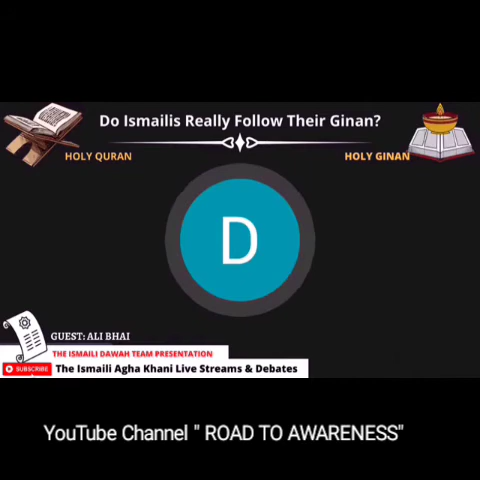 Do Ismailis Really Follow Their Ginan?
HOLY QURAN
HOLY GINAN
D
GUEST: ALI BHAI
THE ISMAILI DAWAH TEAM PRESENTATION
SUBSCRIBE
The Ismaili Agha Khani Live Streams & Debates
YouTube Channel " ROAD TO AWARENESS"